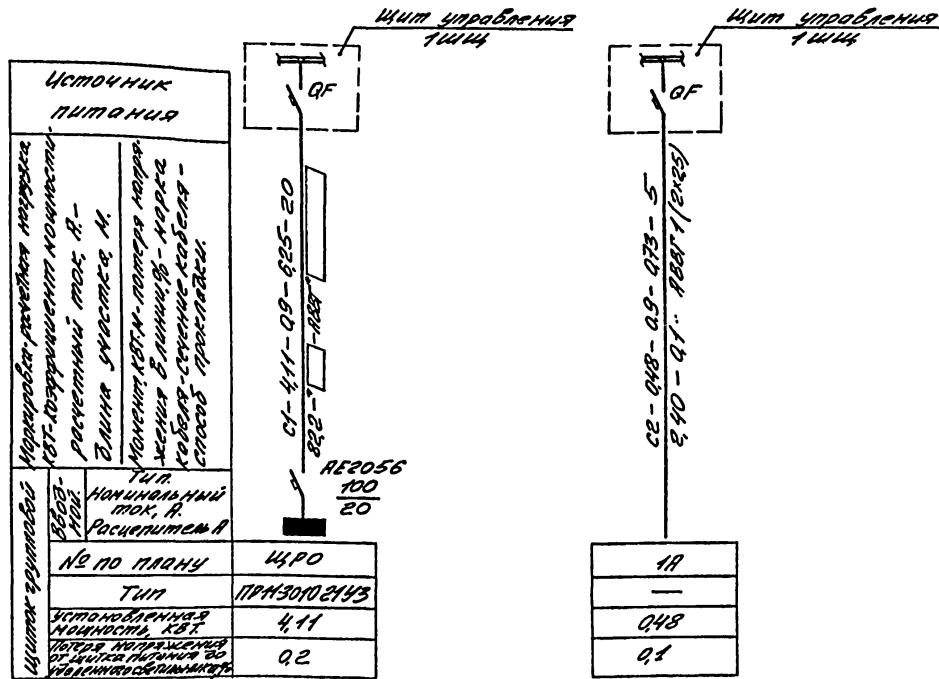 Щит управления
1ШЩ
Щит управления
1ШЩ
Источник
питания
QF
QF
Маркировка-расчетная нагрузка
КВТ-коэффициент мощности-
расчетный ток, А.-
Длина участка, М.
Момент, КВТ.М-потеря напря-
жения в линии,% - марка
кабеля-сечение кабеля-
способ прокладки.
С1-4,11-0,9-6,25-20
82,2-
-АВВГ
С2-0,48-0,9-0,73-5
2,40-0,1- АВВГ1(2х2,5)
Щиток групповой
Ввод-
ной.
Тип.
Номинальный
ток, А.
Расцепитель А
АЕ2056
100
20
№ по плану
ЩРО
1А
Тип
—
Установленная
мощность, КВТ.
4,11
0,48
Потеря напряжения
от щитка питания до
удаленного светильника,%
0,2
0,1